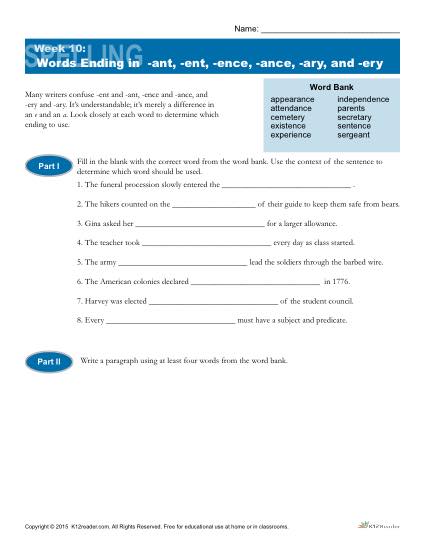 Name: ______________________________
SPELLING
Week 10:
Words Ending in -ant, -ent, -ence, -ance, -ary, and -ery
Many writers confuse -ent and -ant, -ence and -ance, and
-ery and -ary. It's understandable; it's merely a difference in
an e and an a. Look closely at each word to determine which
ending to use.
Word Bank
appearance independence
attendance parents
cemetery secretary
existence sentence
experience sergeant
Part I
Fill in the blank with the correct word from the word bank. Use the context of the sentence to
determine which word should be used.
1. The funeral procession slowly entered the ______________________________ .
2. The hikers counted on the ____________________ of their guide to keep them safe from bears.
3. Gina asked her ______________________________ for a larger allowance.
4. The teacher took ______________________________ every day as class started.
5. The army ______________________________ lead the soldiers through the barbed wire.
6. The American colonies declared ______________________________ in 1776.
7. Harvey was elected ______________________________ of the student council.
8. Every ______________________________ must have a subject and predicate.
Part II
Write a paragraph using at least four words from the word bank.
Copyright © 2015 K12reader.com. All Rights Reserved. Free for educational use at home or in classrooms.
K12Reader